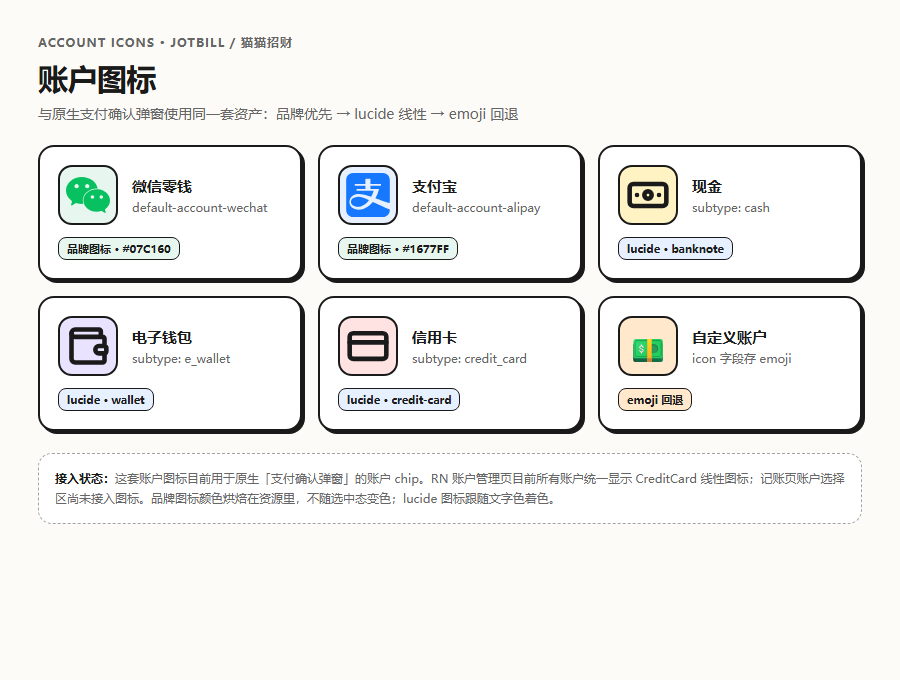 ACCOUNT ICONS • JOTBILL / 猫猫招财
账户图标
与原生支付确认弹窗使用同一套资产：品牌优先 → lucide 线性 → emoji 回退
微信零钱
default-account-wechat
品牌图标 • #07C160
支
支付宝
default-account-alipay
品牌图标 • #1677FF
现金
subtype: cash
lucide • banknote
电子钱包
subtype: e_wallet
lucide • wallet
信用卡
subtype: credit_card
lucide • credit-card
$
自定义账户
icon 字段存 emoji
emoji 回退
接入状态：这套账户图标目前用于原生「支付确认弹窗」的账户 chip。RN 账户管理页目前所有账户统一显示 CreditCard 线性图标；记账页账户选择
区尚未接入图标。品牌图标颜色烘焙在资源里，不随选中态变色；lucide 图标跟随文字色着色。